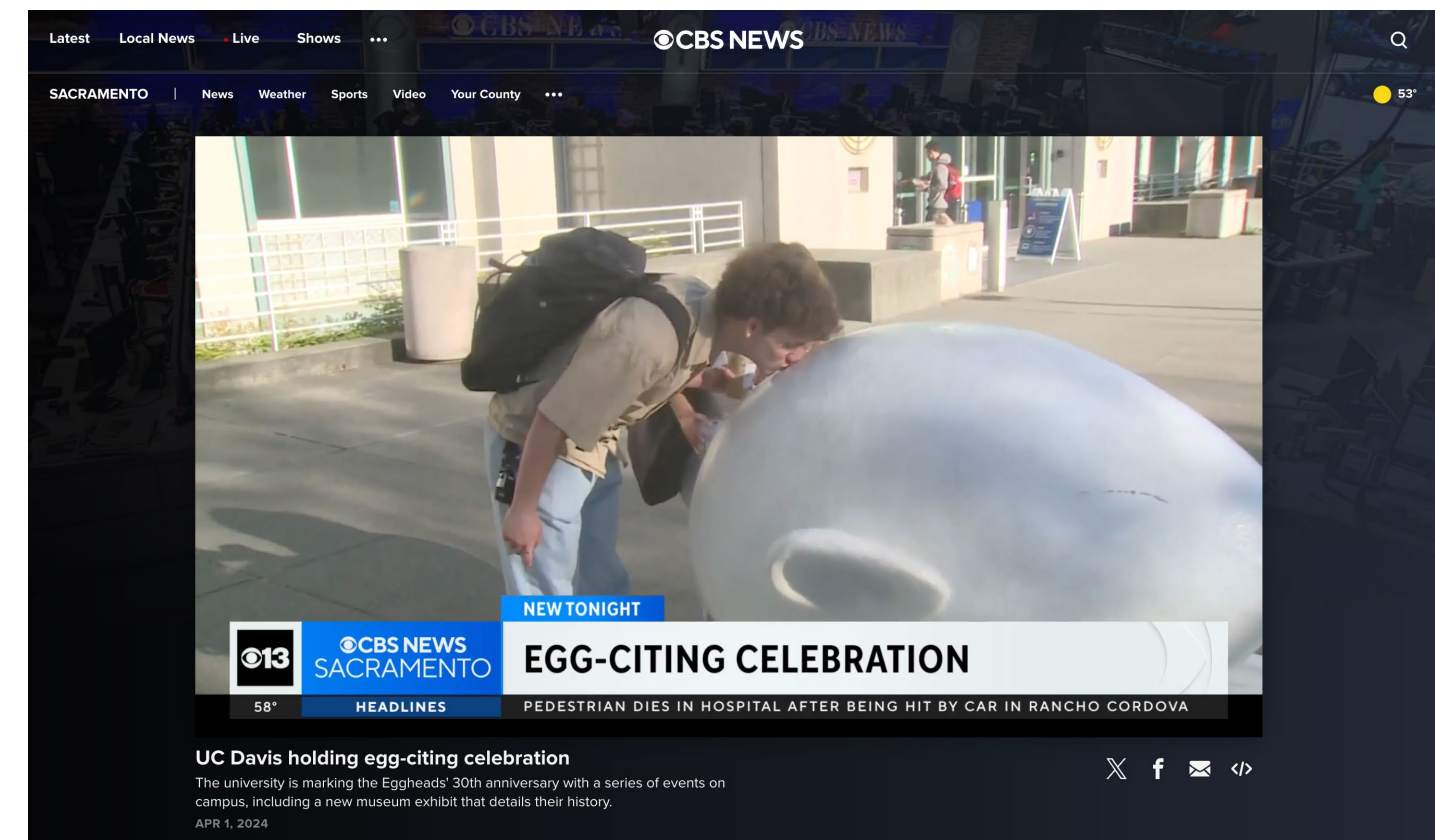 Latest Local News Live Shows •••
CBS NEWS
SACRAMENTO | News Weather Sports Video Your County •••
53°
NEW TONIGHT
13
CBS NEWS
SACRAMENTO
EGG-CITING CELEBRATION
58°
HEADLINES
PEDESTRIAN DIES IN HOSPITAL AFTER BEING HIT BY CAR IN RANCHO CORDOVA
UC Davis holding egg-citing celebration
The university is marking the Eggheads' 30th anniversary with a series of events on
campus, including a new museum exhibit that details their history.
APR 1, 2024